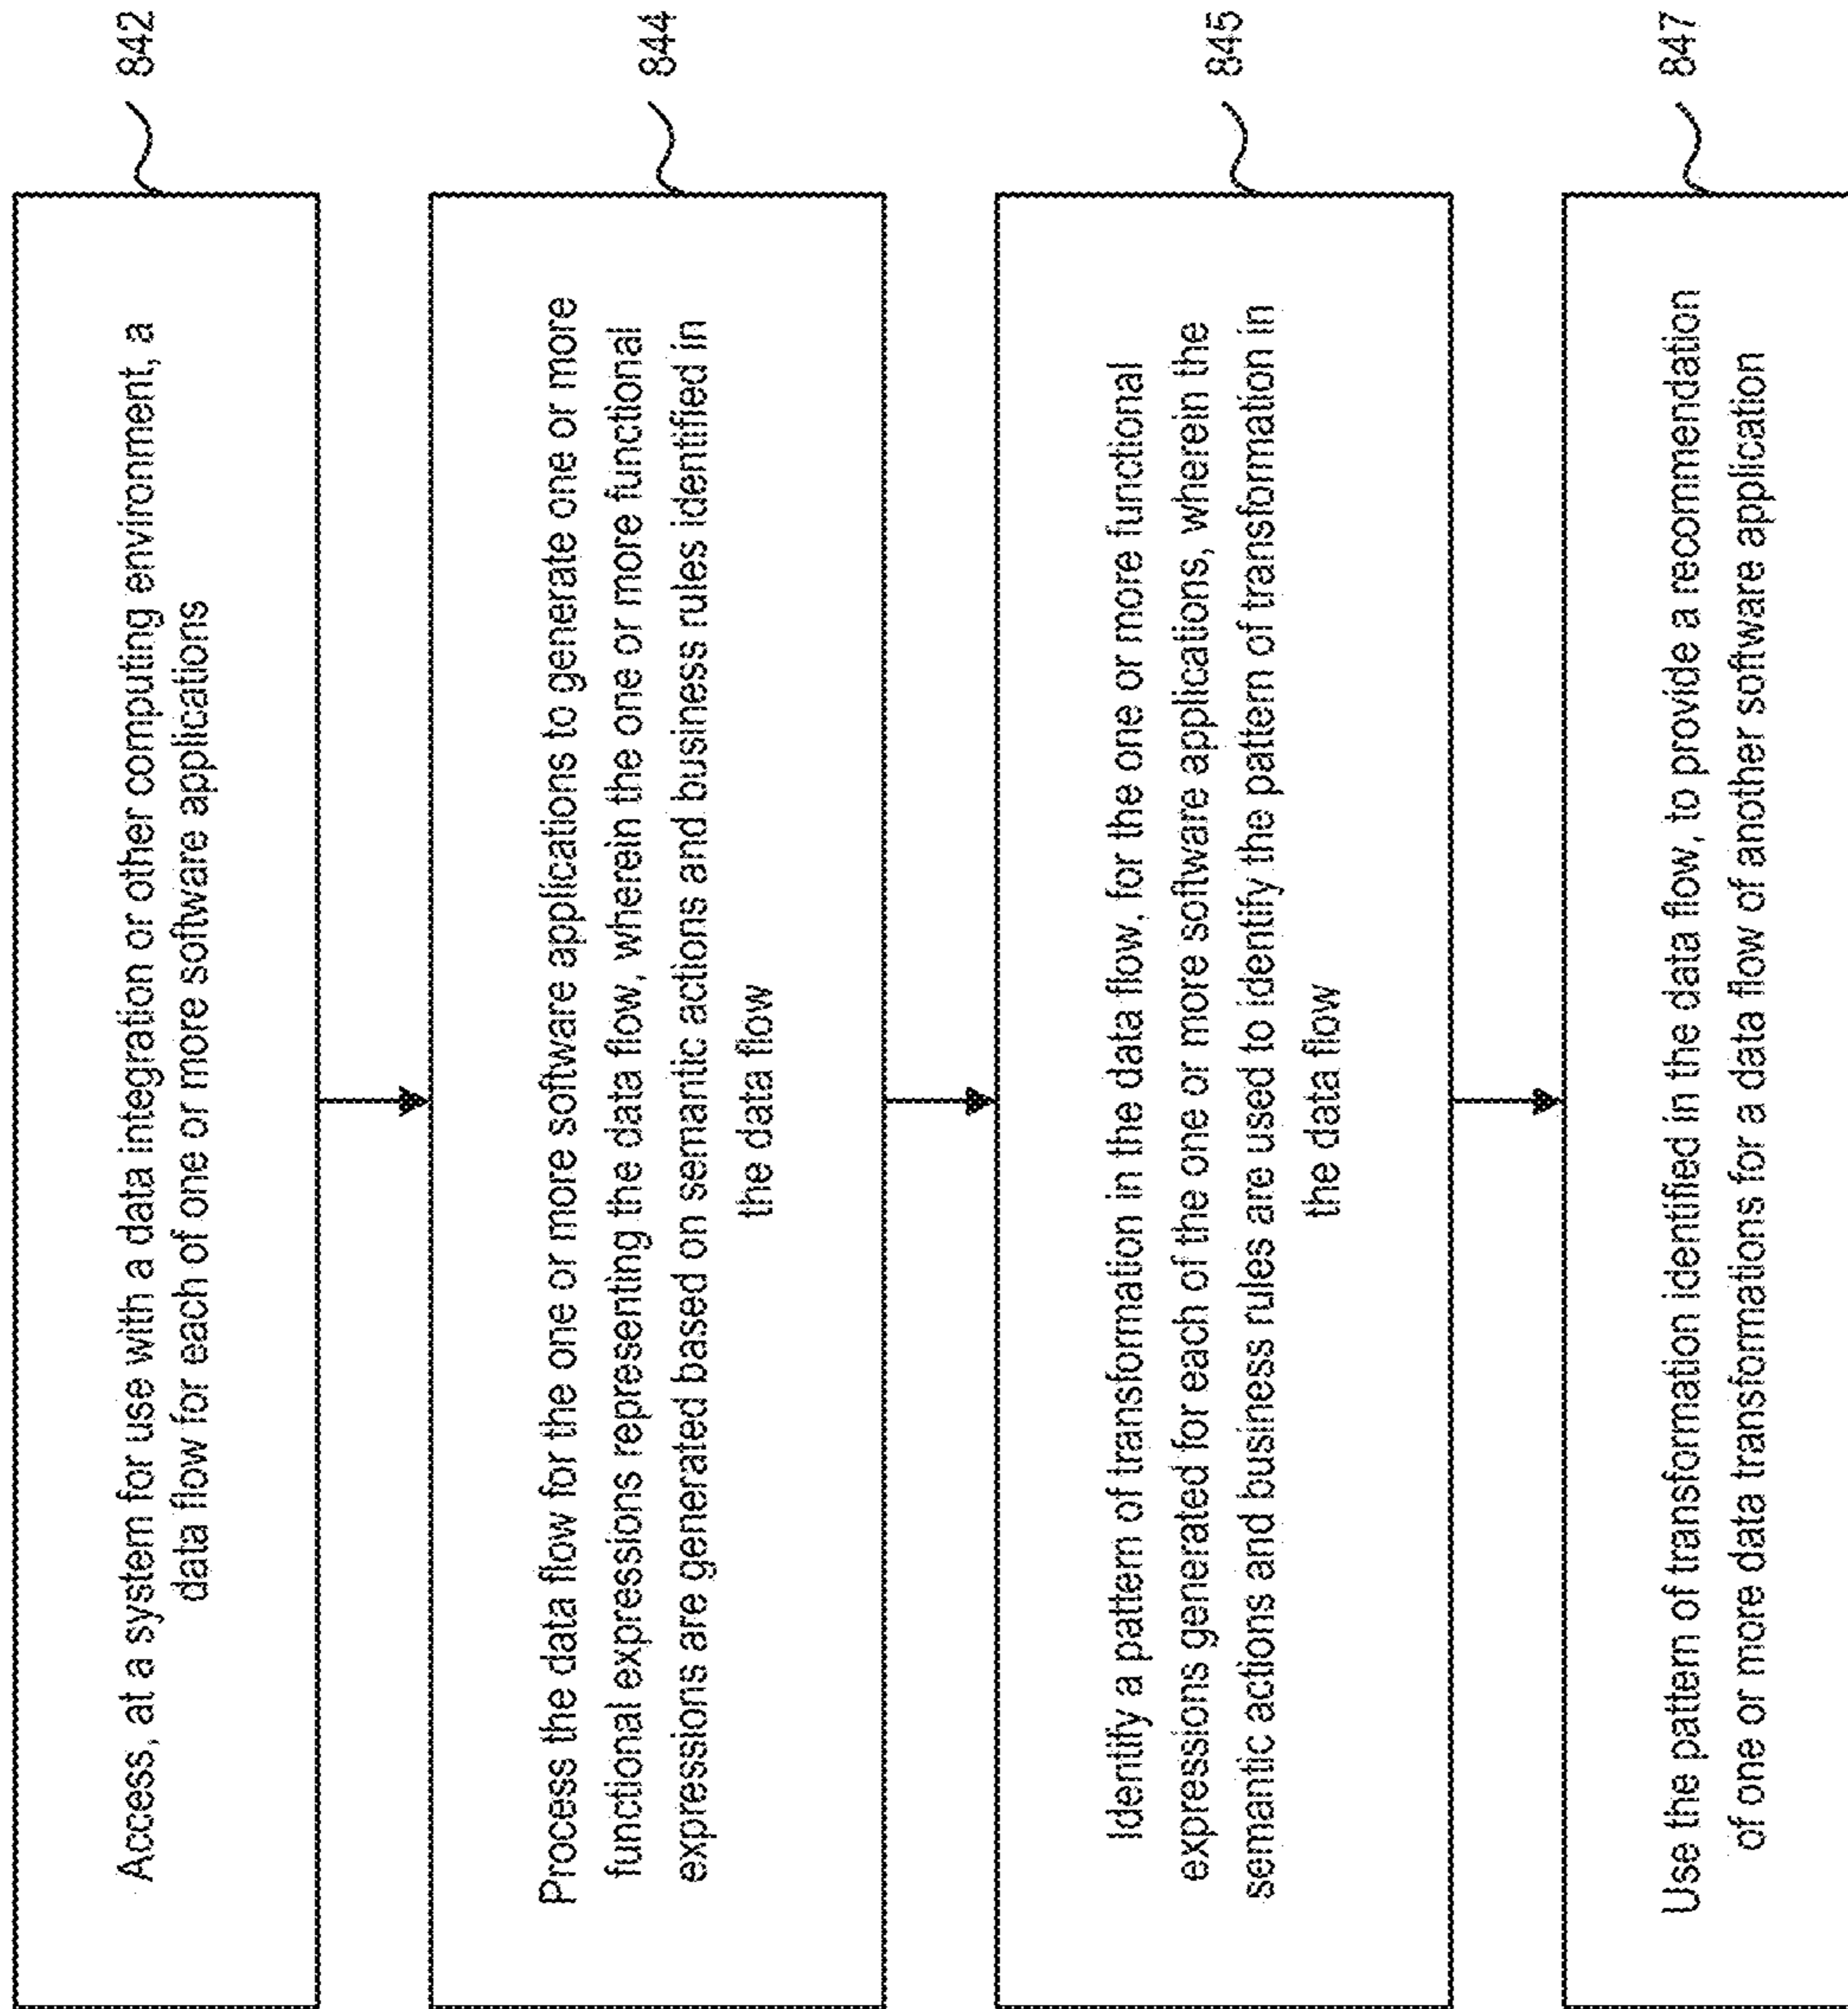 Access, at a system for use with a data integration or other computing environment, a
data flow for each of one or more software applications
842
Process the data flow for the one or more software applications to generate one or more
functional expressions representing the data flow, wherein the one or more functional
expressions are generated based on semantic actions and business rules identified in
the data flow
844
Identify a pattern of transformation in the data flow, for the one or more functional
expressions generated for each of the one or more software applications, wherein the
semantic actions and business rules are used to identify the pattern of transformation in
the data flow
845
Use the pattern of transformation identified in the data flow, to provide a recommendation
of one or more data transformations for a data flow of another software application
847